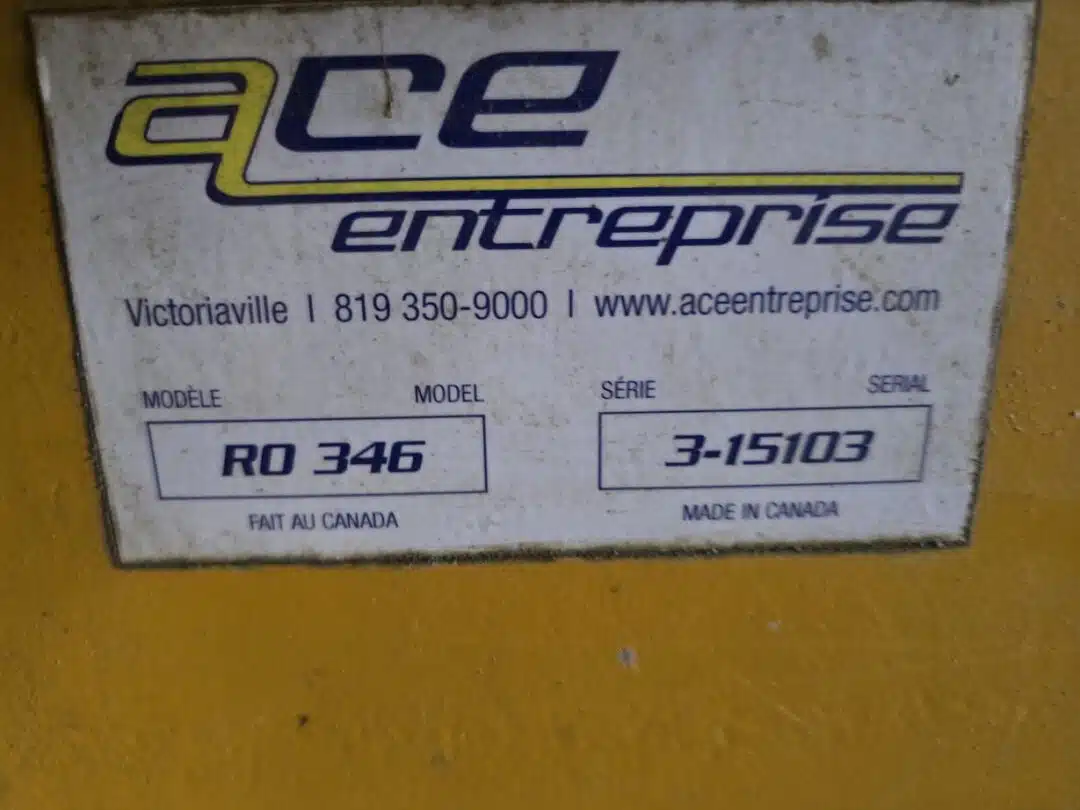 ace
entreprise
Victoriaville | 819 350-9000 | www.aceentreprise.com
MODÈLE MODEL SÉRIE SERIAL
RO 346 3-15103
FAIT AU CANADA MADE IN CANADA